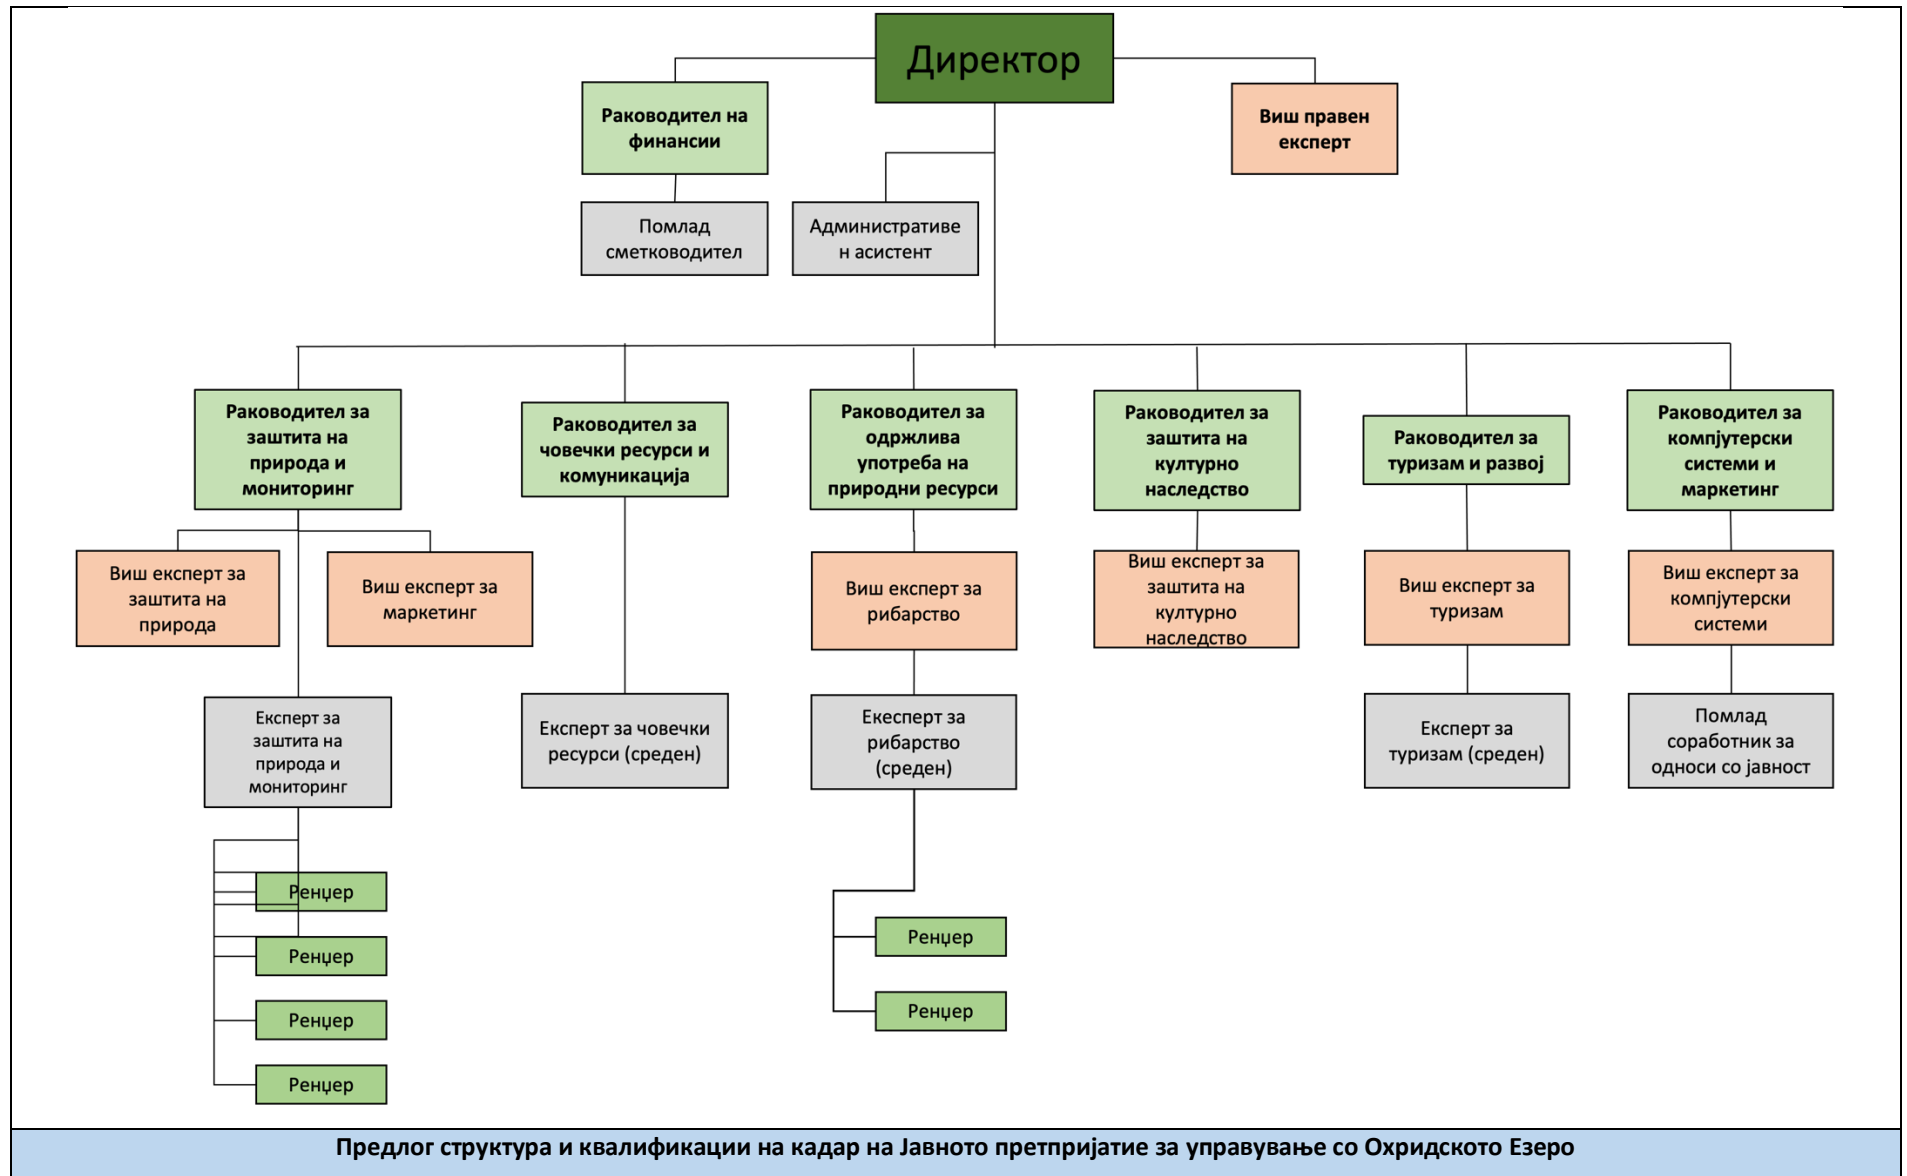 Директор
Раководител на
финансии
Виш правен
експерт
Помлад
сметководител
Административе
н асистент
Раководител за
заштита на
природа и
мониторинг
Раководител за
човечки ресурси и
комуникација
Раководител за
одржлива
употреба на
природни ресурси
Раководител за
заштита на
културно
наследство
Раководител за
туризам и развој
Раководител за
компјутерски
системи и
маркетинг
Виш експерт за
заштита на
природа
Виш експерт за
маркетинг
Виш експерт за
рибарство
Виш експерт за
заштита на
културно
наследство
Виш експерт за
туризам
Виш експерт за
компјутерски
системи
Експерт за
заштита на
природа и
мониторинг
Експерт за човечки
ресурси (среден)
Екесперт за
рибарство
(среден)
Експерт за
туризам (среден)
Помлад
соработник за
односи со јавност
Ренџер
Ренџер
Ренџер
Ренџер
Ренџер
Ренџер
Предлог структура и квалификации на кадар на Јавното претпријатие за управување со Охридското Езеро